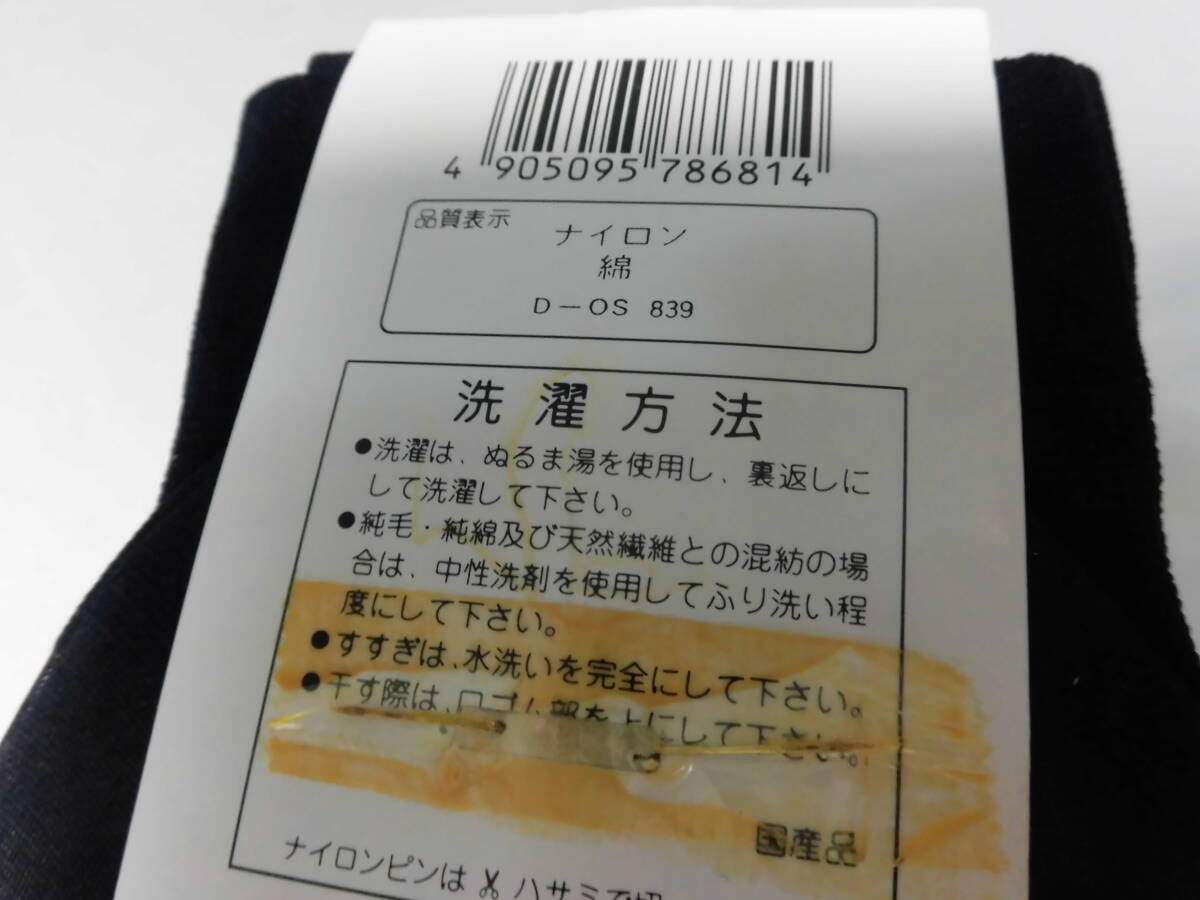 4 905095 786814
品質表示
ナイロン
綿
D－OS 839
洗濯方法
●洗濯は、ぬるま湯を使用し、裏返しに
して洗濯して下さい。
●純毛・純綿及び天然繊維との混紡の場
合は、中性洗剤を使用してふり洗い程
度にして下さい。
●すすぎは、水洗いを完全にして下さい。
●干す際は、口ゴム部を上にして下さい。
国産品
ナイロンピンは✂ハサミで切